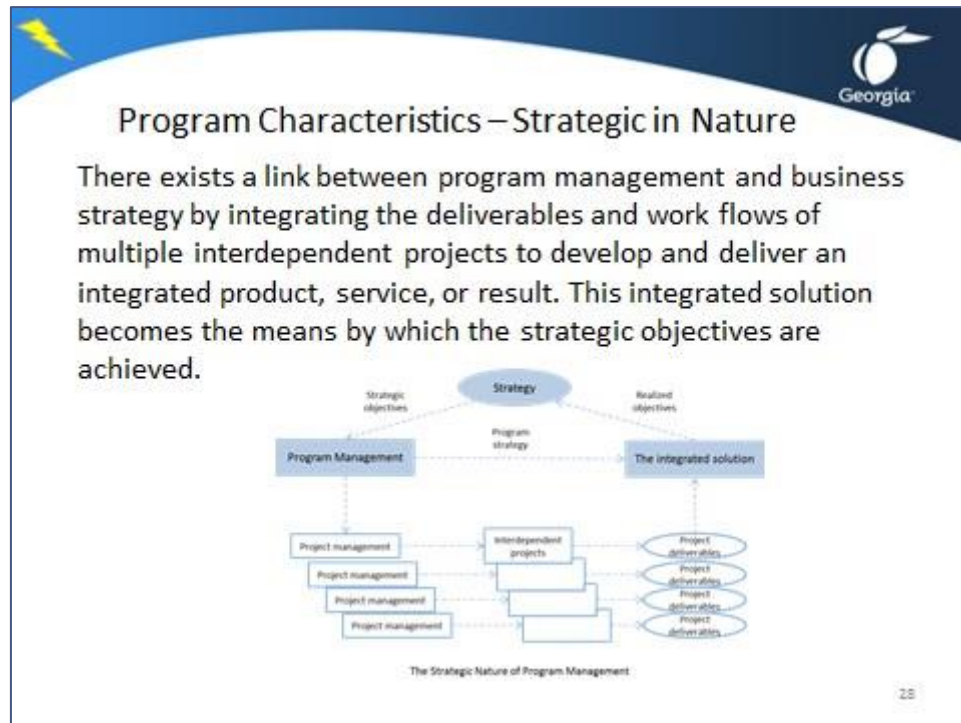 Georgia
Program Characteristics – Strategic in Nature
There exists a link between program management and business
strategy by integrating the deliverables and work flows of
multiple interdependent projects to develop and deliver an
integrated product, service, or result. This integrated solution
becomes the means by which the strategic objectives are
achieved.
Strategy
Strategic
objectives
Realized
objectives
Program
strategy
Program Management
The integrated solution
Project management
Interdependent
projects
Project
deliverables
Project management
Project
deliverables
Project management
Project
deliverables
Project management
Project
deliverables
The Strategic Nature of Program Management
28